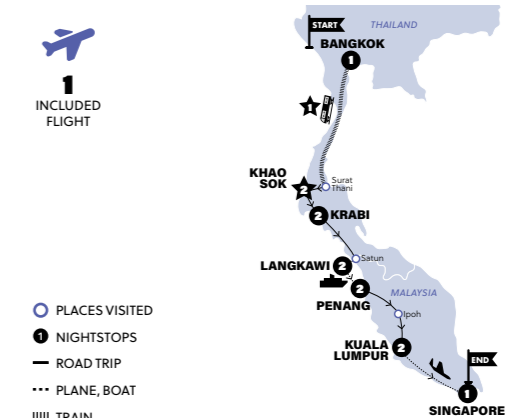 1
INCLUDED
FLIGHT
PLACES VISITED
1 NIGHTSTOPS
ROAD TRIP
PLANE, BOAT
TRAIN
START
THAILAND
BANGKOK
1
1
KHAO
SOK
2
Surat
Thani
2 KRABI
Satun
LANGKAWI 2
2
PENANG
MALAYSIA
Ipoh
KUALA
LUMPUR
2
END
1
SINGAPORE